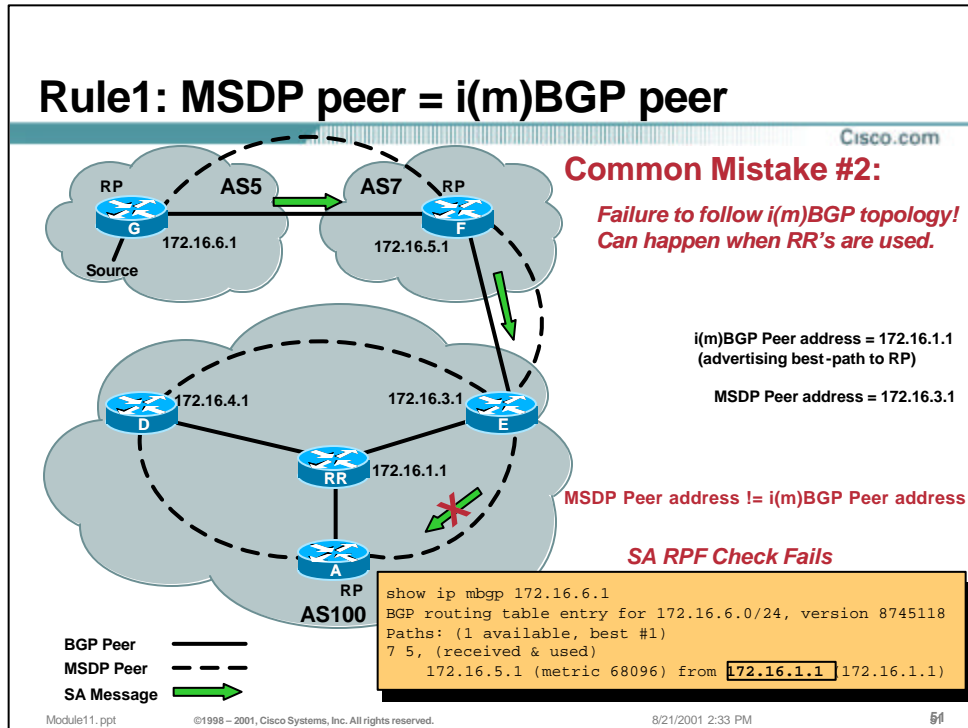 Rule1: MSDP peer = i(m)BGP peer
Cisco.com
Common Mistake #2:
Failure to follow i(m)BGP topology!
Can happen when RR's are used.
RP
AS5
AS7
RP
G
F
172.16.6.1
172.16.5.1
Source
i(m)BGP Peer address = 172.16.1.1
(advertising best-path to RP)
MSDP Peer address = 172.16.3.1
172.16.4.1
172.16.3.1
D
E
172.16.1.1
RR
MSDP Peer address != i(m)BGP Peer address
SA RPF Check Fails
A
RP
AS100
show ip mbgp 172.16.6.1
BGP routing table entry for 172.16.6.0/24, version 8745118
Paths: (1 available, best #1)
7 5, (received & used)
172.16.5.1 (metric 68096) from 172.16.1.1 (172.16.1.1)
BGP Peer
MSDP Peer
SA Message
Module11.ppt
©1998 – 2001, Cisco Systems, Inc. All rights reserved.
8/21/2001 2:33 PM